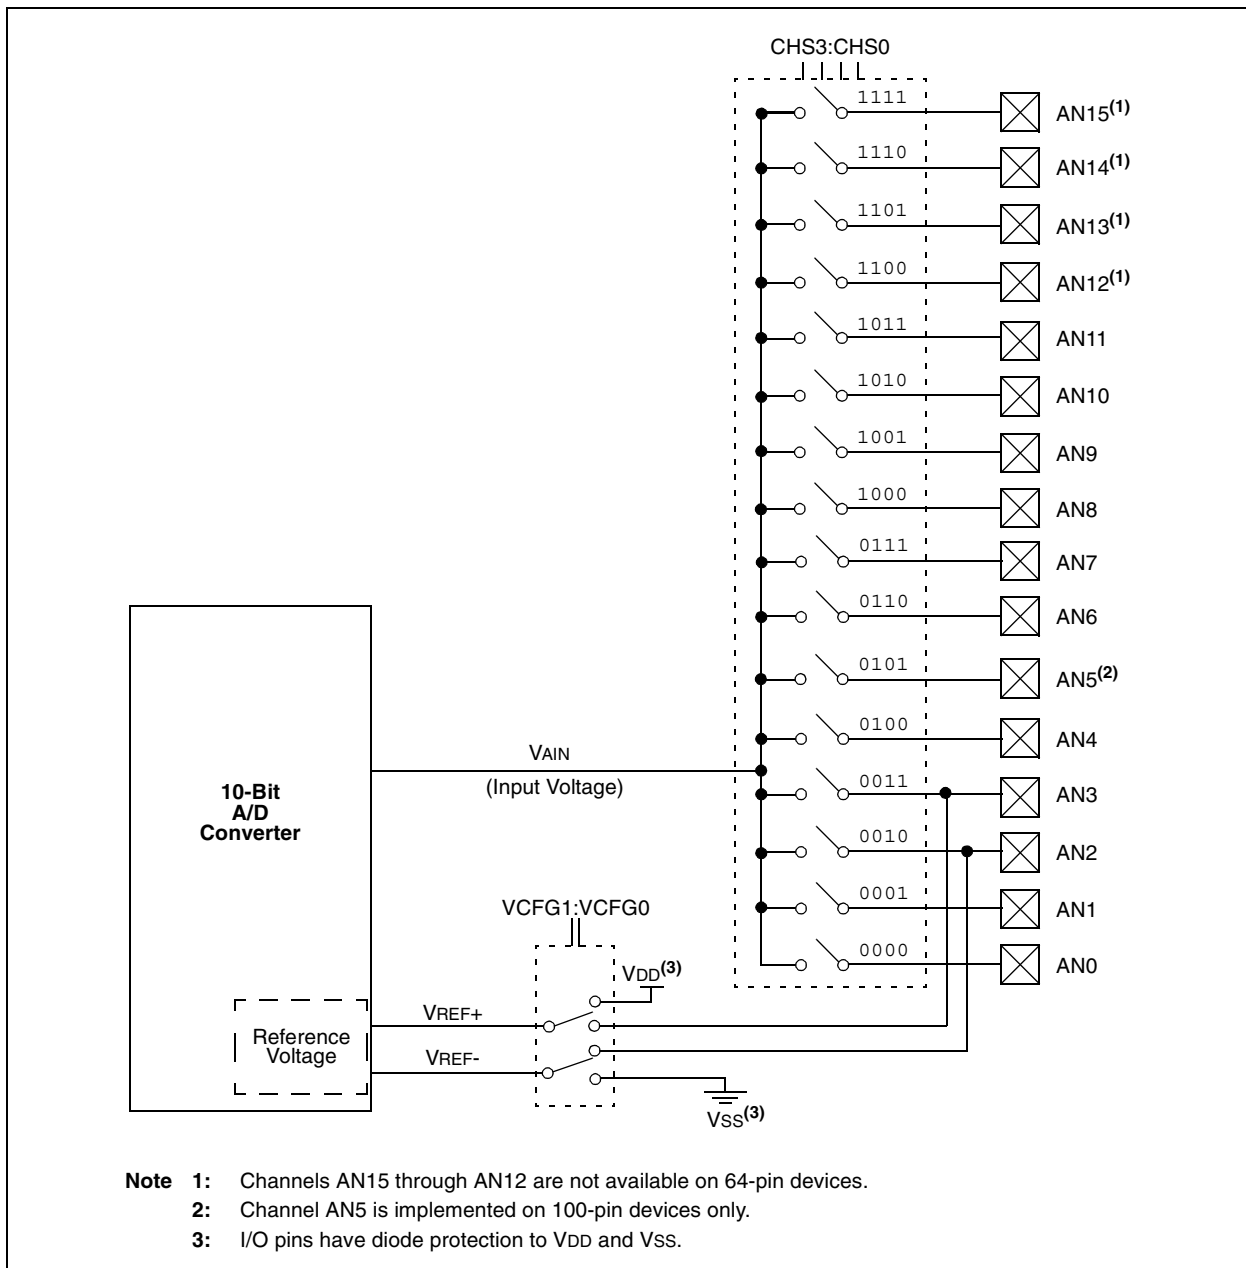 CHS3:CHS0
1111
AN15(1)
1110
AN14(1)
1101
AN13(1)
1100
AN12(1)
1011
AN11
1010
AN10
1001
AN9
1000
AN8
0111
AN7
0110
AN6
0101
AN5(2)
0100
AN4
VAIN
(Input Voltage)
10-Bit
A/D
Converter
0011
AN3
0010
AN2
0001
AN1
VCFG1:VCFG0
0000
AN0
VDD(3)
VREF+
Reference
Voltage
VREF-
VSS(3)
Note 1: Channels AN15 through AN12 are not available on 64-pin devices.
2: Channel AN5 is implemented on 100-pin devices only.
3: I/O pins have diode protection to VDD and VSS.